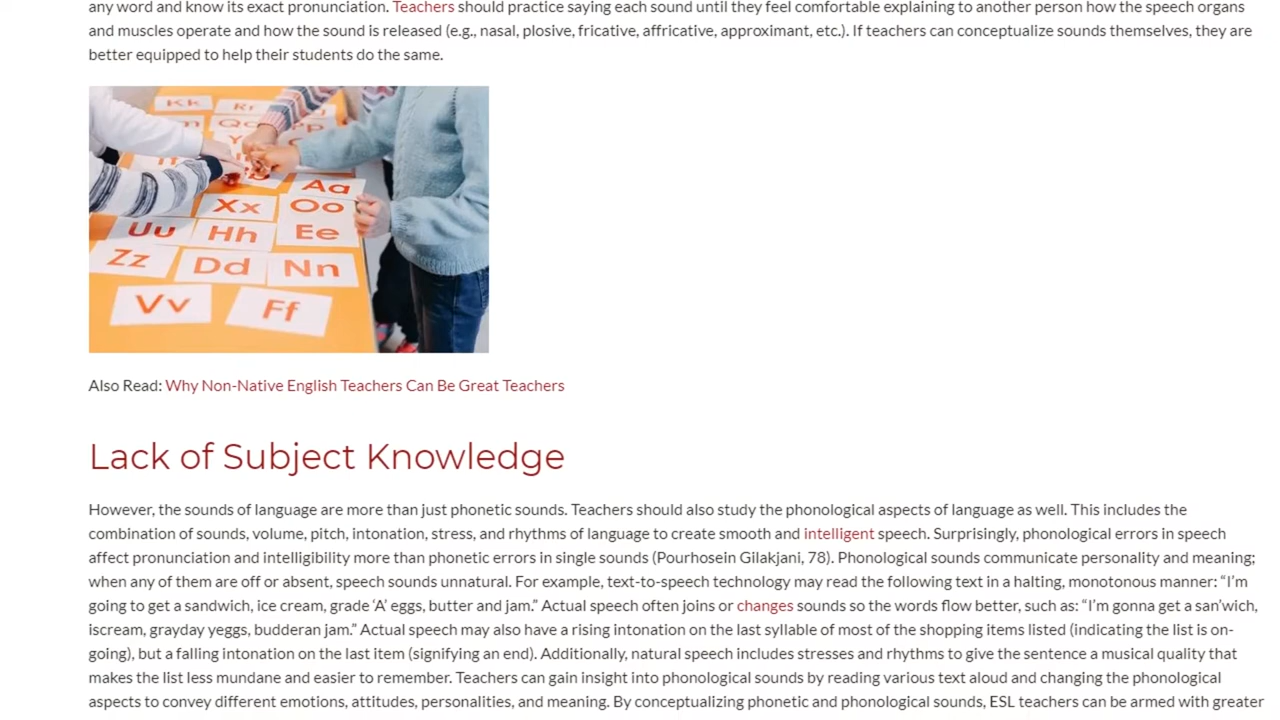 any word and know its exact pronunciation. Teachers should practice saying each sound until they feel comfortable explaining to another person how the speech organs
and muscles operate and how the sound is released (e.g., nasal, plosive, fricative, affricative, approximant, etc.). If teachers can conceptualize sounds themselves, they are
better equipped to help their students do the same.
Kk Rr
Qq Pp
Aa
Xx Oo
Uu Hh Ee
Zz Dd Nn
Vv Ff
Also Read: Why Non-Native English Teachers Can Be Great Teachers
Lack of Subject Knowledge
However, the sounds of language are more than just phonetic sounds. Teachers should also study the phonological aspects of language as well. This includes the
combination of sounds, volume, pitch, intonation, stress, and rhythms of language to create smooth and intelligent speech. Surprisingly, phonological errors in speech
affect pronunciation and intelligibility more than phonetic errors in single sounds (Pourhosein Gilakjani, 78). Phonological sounds communicate personality and meaning;
when any of them are off or absent, speech sounds unnatural. For example, text-to-speech technology may read the following text in a halting, monotonous manner: “I’m
going to get a sandwich, ice cream, grade ‘A’ eggs, butter and jam.” Actual speech often joins or changes sounds so the words flow better, such as: “I’m gonna get a san’wich,
iscream, grayday yeggs, budderan jam.” Actual speech may also have a rising intonation on the last syllable of most of the shopping items listed (indicating the list is on-
going), but a falling intonation on the last item (signifying an end). Additionally, natural speech includes stresses and rhythms to give the sentence a musical quality that
makes the list less mundane and easier to remember. Teachers can gain insight into phonological sounds by reading various text aloud and changing the phonological
aspects to convey different emotions, attitudes, personalities, and meaning. By conceptualizing phonetic and phonological sounds, ESL teachers can be armed with greater